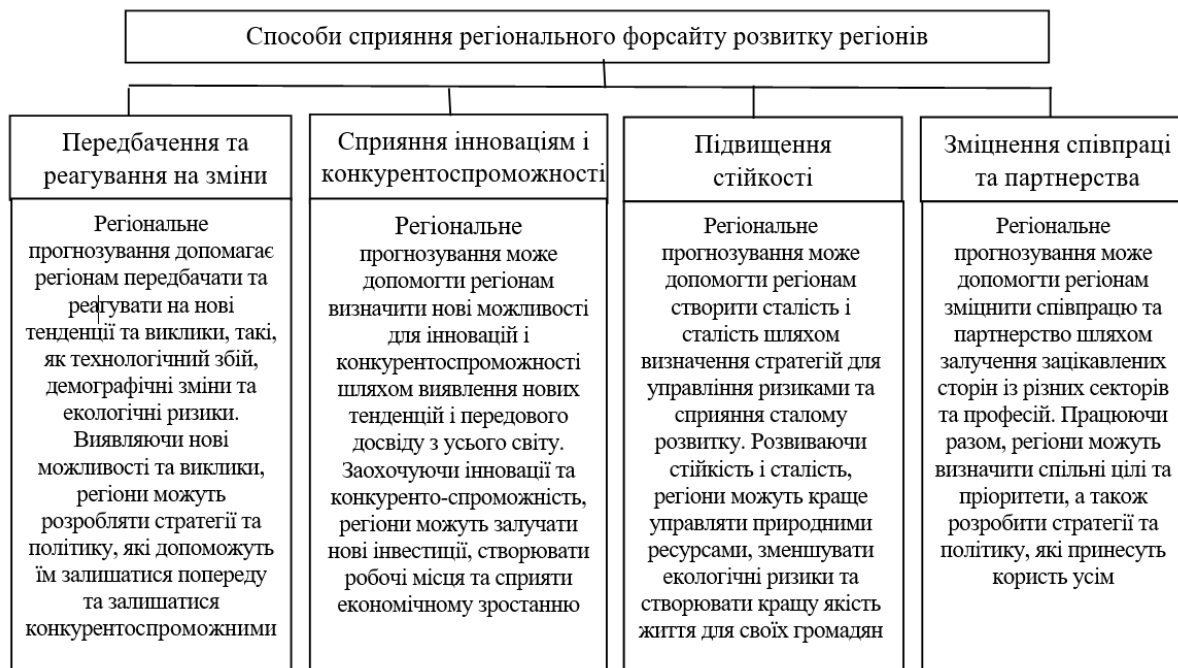 Способи сприяння регіонального форсайту розвитку регіонів
Передбачення та
реагування на зміни
Регіональне
прогнозування допомагає
регіонам передбачати та
реагувати на нові
тенденції та виклики, такі,
як технологічний збій,
демографічні зміни та
екологічні ризики.
Виявляючи нові
можливості та виклики,
регіони можуть
розробляти стратегії та
політику, які допоможуть
їм залишатися попереду
та залишатися
конкурентоспроможними
Сприяння інноваціям і
конкурентоспроможності
Регіональне
прогнозування може
допомогти регіонам
визначити нові можливості
для інновацій і
конкурентоспроможності
шляхом виявлення нових
тенденцій і передового
досвіду з усього світу.
Заохочуючи інновації та
конкуренто-спроможність,
регіони можуть залучати
нові інвестиції, створювати
робочі місця та сприяти
економічному зростанню
Підвищення
стійкості
Регіональне
прогнозування може
допомогти регіонам
створити сталість і
сталість шляхом
визначення стратегій для
управління ризиками та
сприяння сталому
розвитку. Розвиваючи
стійкість і сталість,
регіони можуть краще
управляти природними
ресурсами, зменшувати
екологічні ризики та
створювати кращу якість
життя для своїх громадян
Зміцнення співпраці
та партнерства
Регіональне
прогнозування може
допомогти регіонам
зміцнити співпрацю та
партнерство шляхом
залучення зацікавлених
сторін із різних секторів
та професій. Працюючи
разом, регіони можуть
визначити спільні цілі та
пріоритети, а також
розробити стратегії та
політику, які принесуть
користь усім